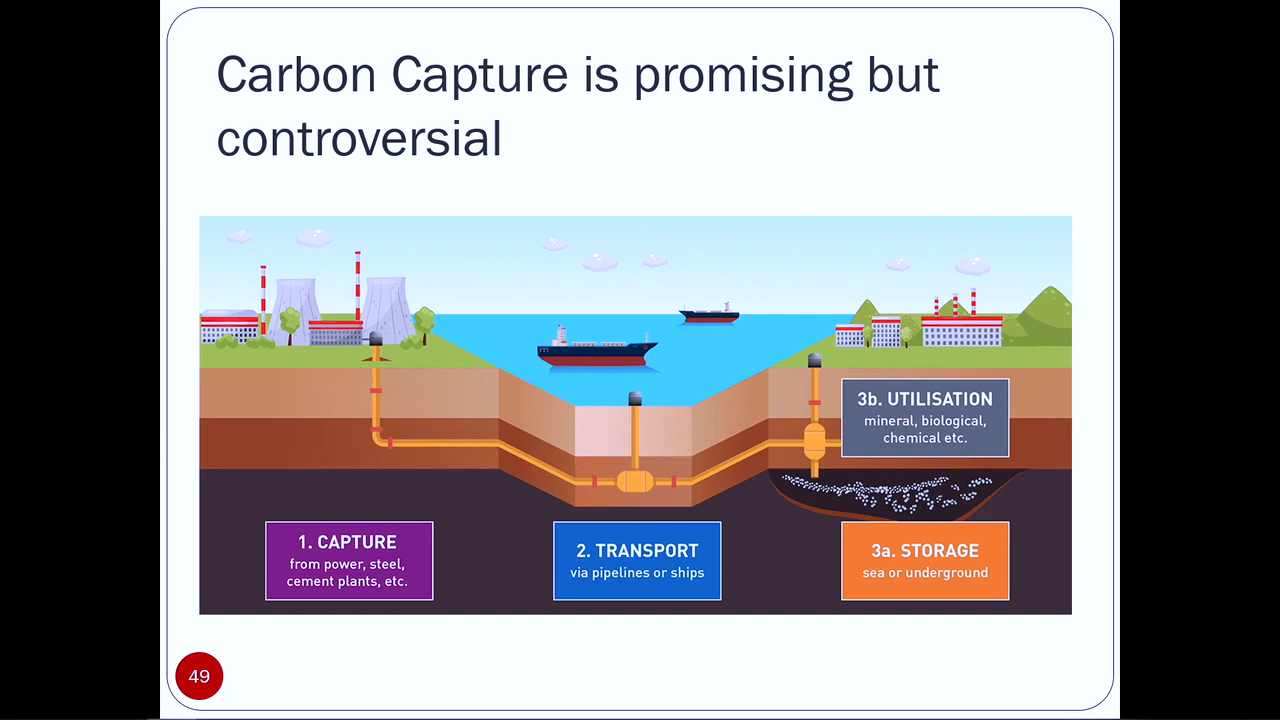 Carbon Capture is promising but
controversial
3b. UTILISATION
mineral, biological,
chemical etc.
1. CAPTURE
from power, steel,
cement plants, etc.
2. TRANSPORT
via pipelines or ships
3a. STORAGE
sea or underground
49